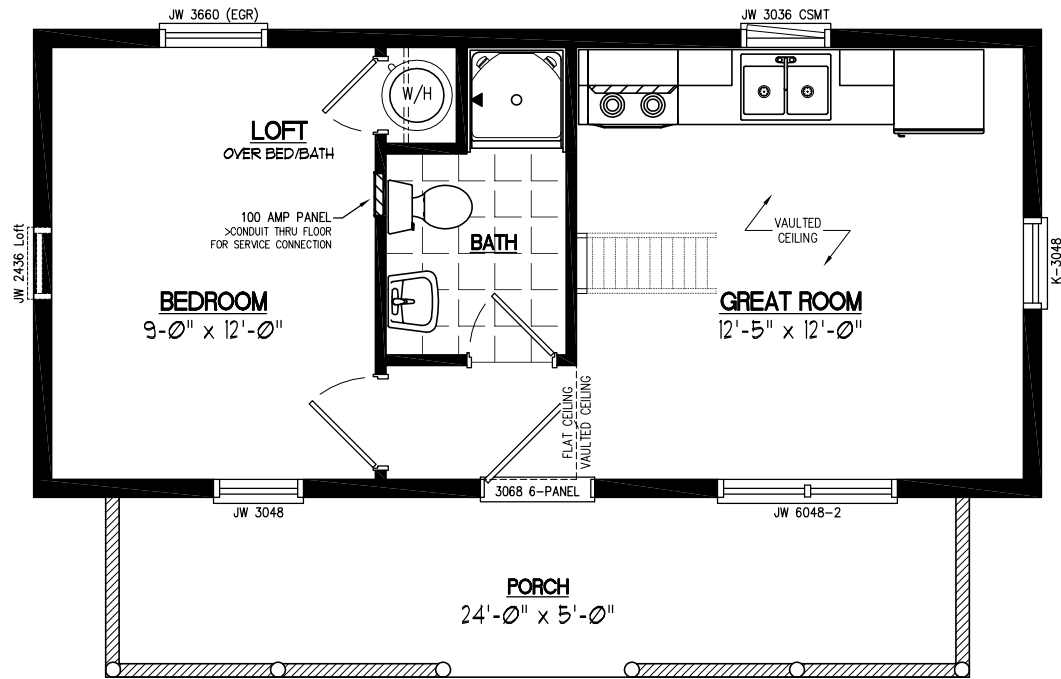 JW 3660 (EGR)
JW 3036 CSMT
W/H
LOFT
OVER BED/BATH
100 AMP PANEL
>CONDUIT THRU FLOOR
FOR SERVICE CONNECTION
BATH
VAULTED
CEILING
JW 2436 Loft
K-3048
BEDROOM
9'-0" x 12'-0"
GREAT ROOM
12'-5" x 12'-0"
FLAT CEILING
VAULTED CEILING
3068 6-PANEL
JW 3048
JW 6048-2
PORCH
24'-0" x 5'-0"